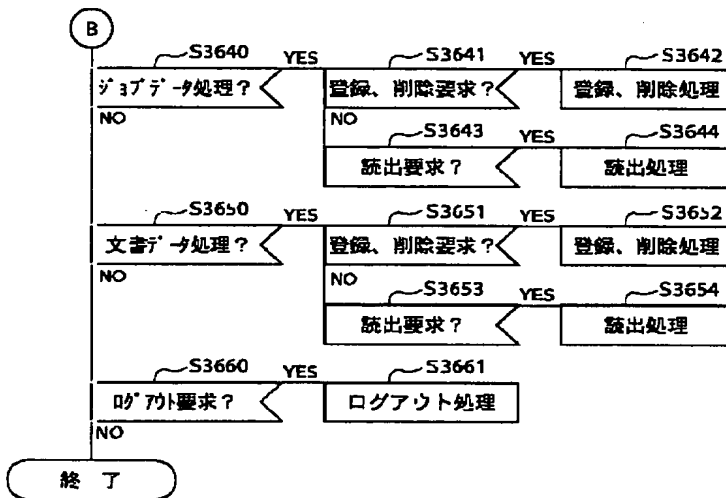 B
S3640 YES S3641 YES S3642
ジョブデータ処理? 登録、削除要求? 登録、削除処理
NO NO S3643 YES S3644
読出要求? 読出処理
S3650 YES S3651 YES S3652
文書データ処理? 登録、削除要求? 登録、削除処理
NO NO S3653 YES S3654
読出要求? 読出処理
S3660 YES S3661
ログアウト要求? ログアウト処理
NO
終 了